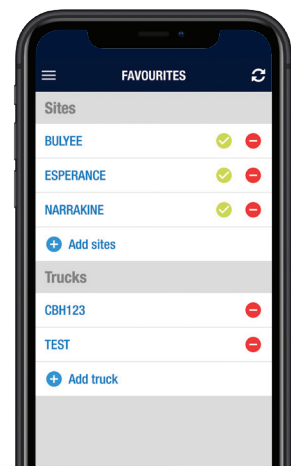 FAVOURITES
Sites
BULYEE
ESPERANCE
NARRAKINE
Add sites
Trucks
CBH123
TEST
Add truck